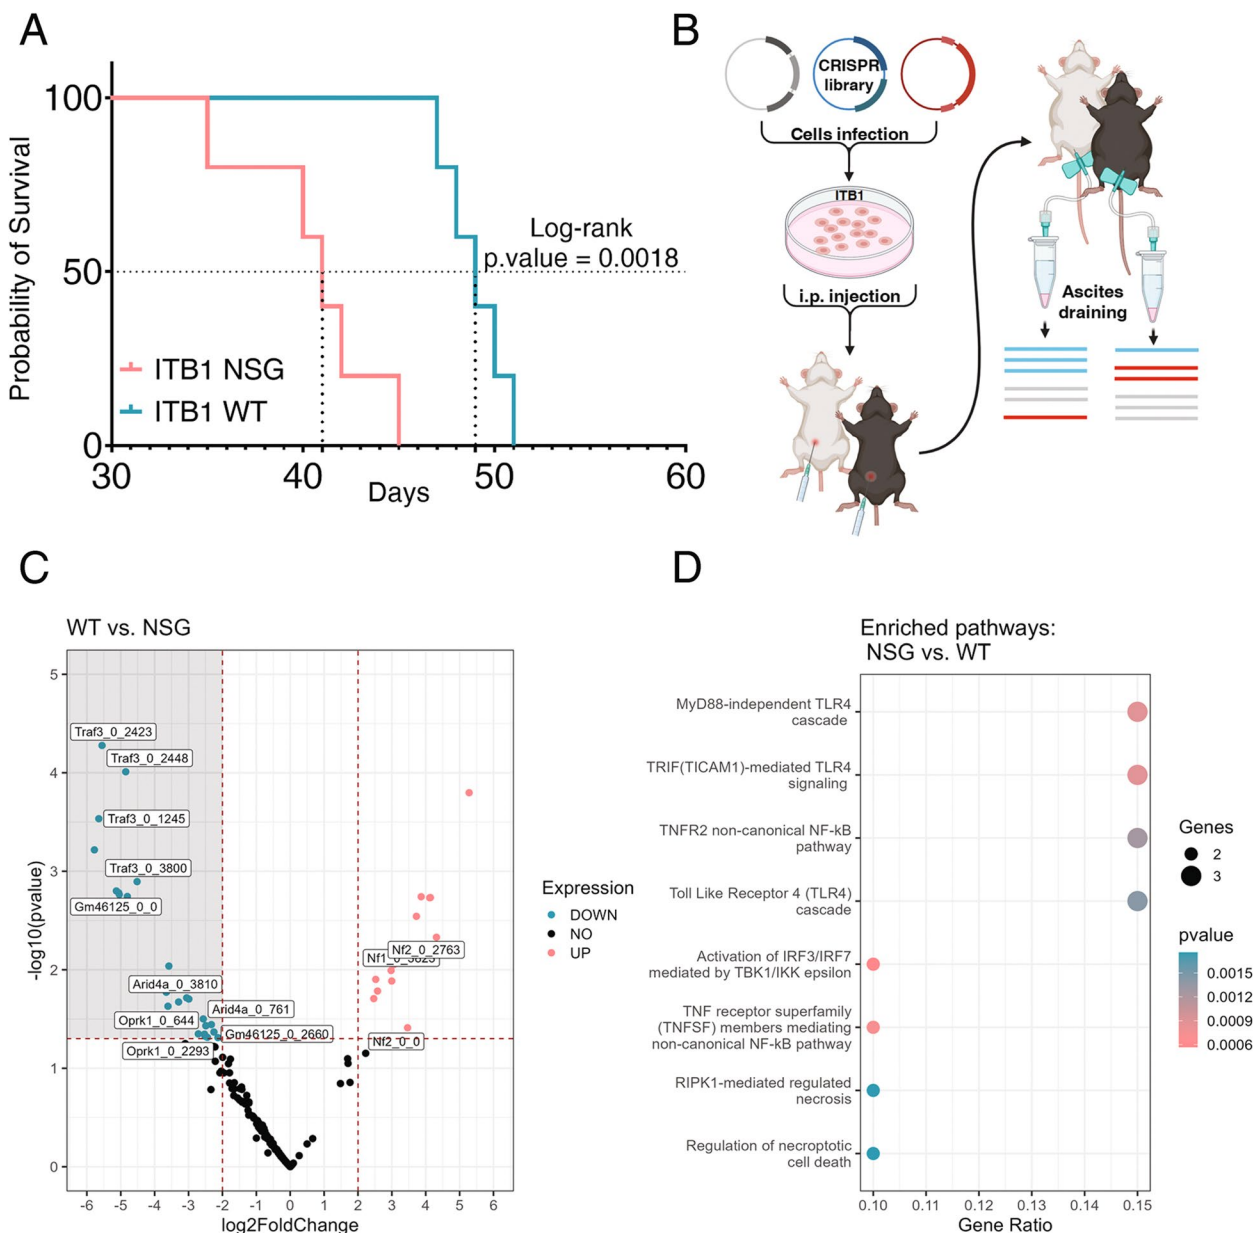 A
100
50
0
Probability of Survival
Log-rank
p.value = 0.0018
ITB1 NSG
ITB1 WT
30
40
50
60
Days
B
CRISPR
library
Cells infection
ITB1
i.p. injection
Ascites
draining
C
WT vs. NSG
5
4
3
2
1
0
-log10(pvalue)
Traf3_0_2423
Traf3_0_2448
Traf3_0_1245
Traf3_0_3800
Gm46125_0_0
Arid4a_0_3810
Arid4a_0_761
Oprk1_0_644
Gm46125_0_2660
Oprk1_0_2293
Nf2_0_2763
Nf2_0_0
-6 -5 -4 -3 -2 -1 0 1 2 3 4 5 6
log2FoldChange
Expression
DOWN
NO
UP
D
Enriched pathways:
NSG vs. WT
MyD88-independent TLR4
cascade
TRIF(TICAM1)-mediated TLR4
signaling
TNFR2 non-canonical NF-kB
pathway
Toll Like Receptor 4 (TLR4)
cascade
Activation of IRF3/IRF7
mediated by TBK1/IKK epsilon
TNF receptor superfamily
(TNFSF) members mediating
non-canonical NF-kB pathway
RIPK1-mediated regulated
necrosis
Regulation of necroptotic
cell death
0.10 0.11 0.12 0.13 0.14 0.15
Gene Ratio
Genes
2
3
pvalue
0.0015
0.0012
0.0009
0.0006